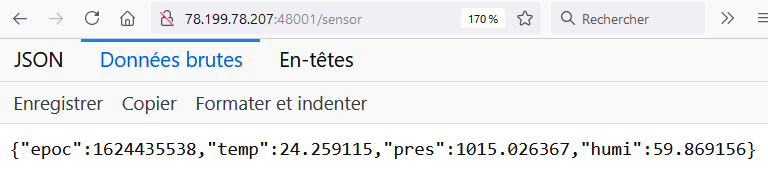 78.199.78.207:48001/sensor 170 % Rechercher
JSON Données brutes En-têtes
Enregistrer Copier Formater et indenter
{"epoc":1624435538,"temp":24.259115,"pres":1015.026367,"humi":59.869156}